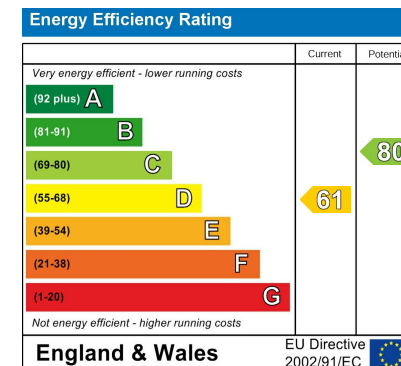 Energy Efficiency Rating
Current
Very energy efficient - lower running costs
(92 plus) A
(81-91) B
(69-80) C
80
(55-68) D
61
(39-54) E
(21-38) F
(1-20) G
Not energy efficient - higher running costs
England & Wales
EU Directive
2002/91/EC